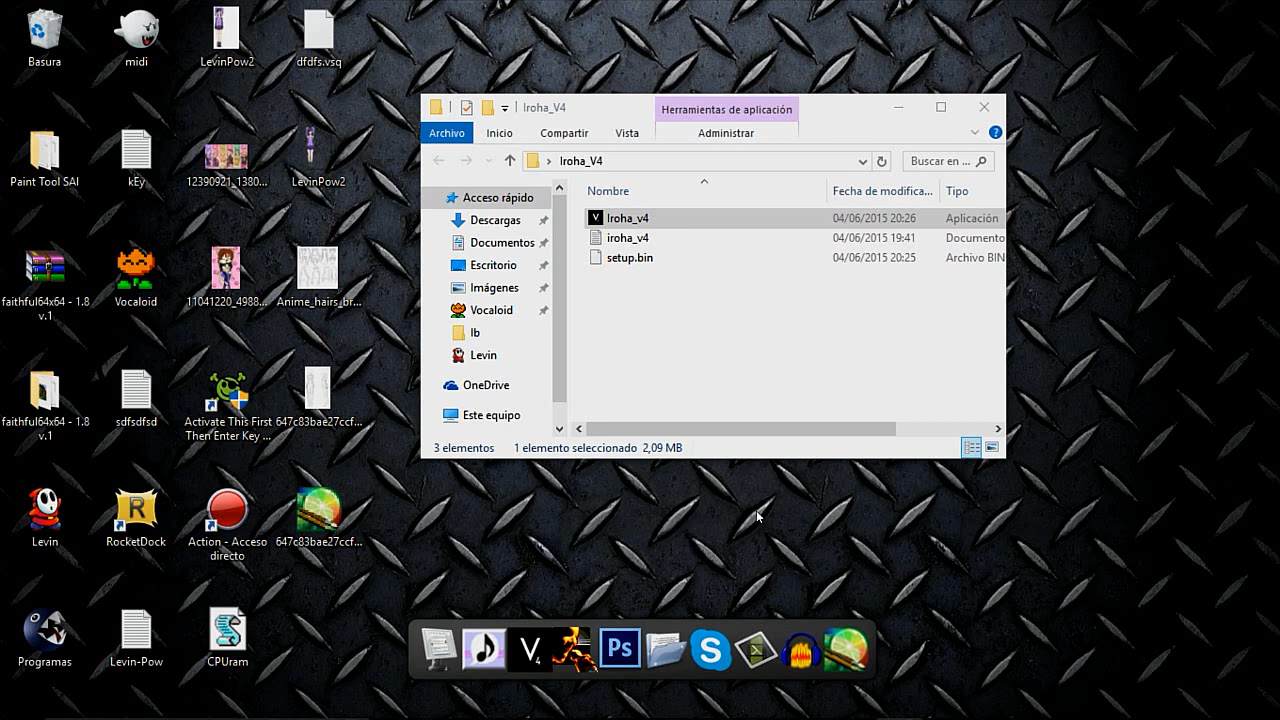 Basura
midi
LevinPow2
dfdfs.vsq
Paint Tool SAI
kEy
12390921_1380...
LevinPow2
faithful64x64 - 1.8
v.1
Vocaloid
11041220_4988...
Anime_hairs_br...
faithful64x64 - 1.8
v.1
sdfsdfsd
Activate This First
Then Enter Key ...
647c83bae27ccf...
Levin
RocketDock
Action - Acceso
directo
647c83bae27ccf...
Programas
Levin-Pow
CPUram
Iroha_V4
Herramientas de aplicación
Archivo
Inicio
Compartir
Vista
Administrar
Iroha_V4
Buscar en ...
Acceso rápido
Descargas
Documentos
Escritorio
Imágenes
Vocaloid
Ib
Levin
OneDrive
Este equipo
Nombre
Fecha de modifica...
Tipo
Iroha_v4
04/06/2015 20:26
Aplicación
iroha_v4
04/06/2015 19:41
Documento
setup.bin
04/06/2015 20:25
Archivo BIN
3 elementos
1 elemento seleccionado 2,09 MB
R
V4
Ps
S